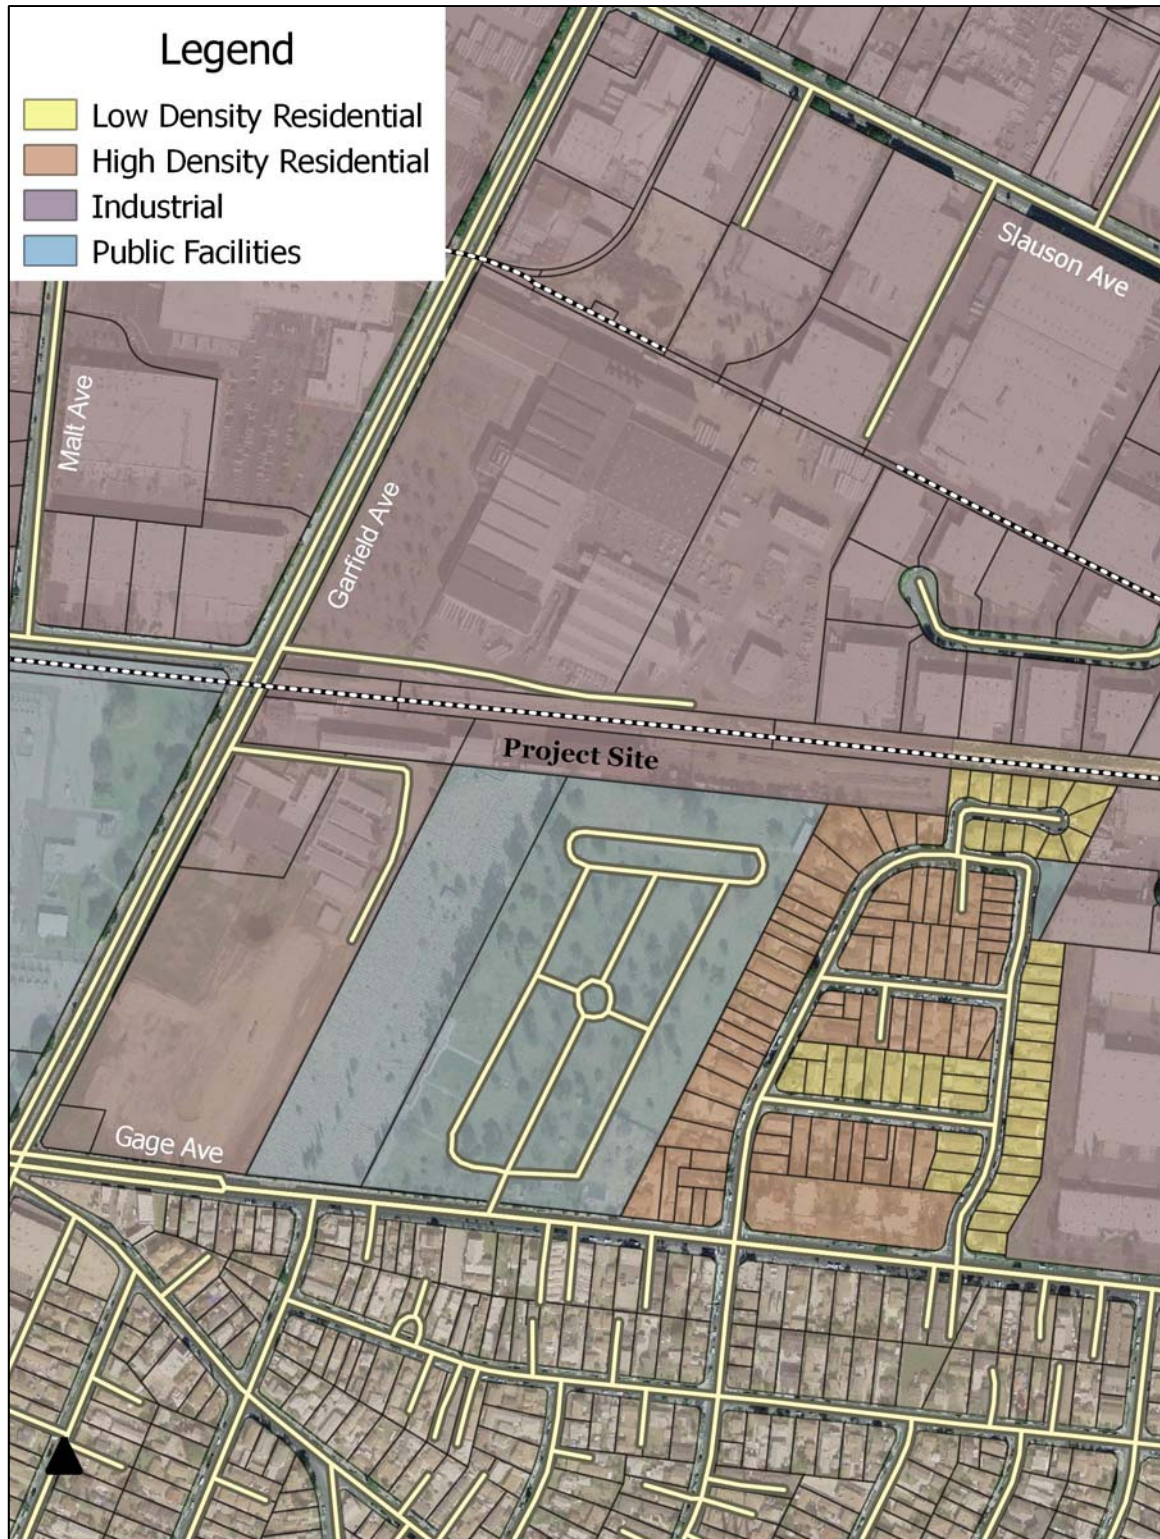 Legend
Low Density Residential
High Density Residential
Industrial
Public Facilities
Slauson Ave
Malt Ave
Garfield Ave
Project Site
Gage Ave